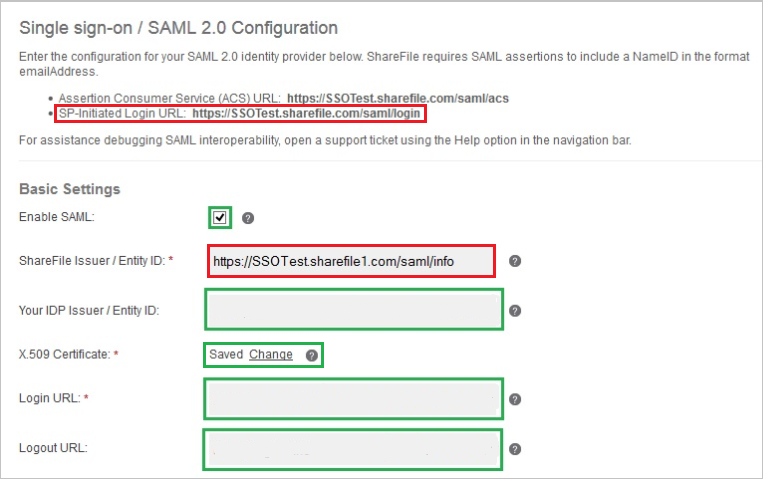 Single sign-on / SAML 2.0 Configuration
Enter the configuration for your SAML 2.0 identity provider below. ShareFile requires SAML assertions to include a NameID in the format
emailAddress.
• Assertion Consumer Service (ACS) URL: https://SSOTest.sharefile.com/saml/acs
• SP-Initiated Login URL: https://SSOTest.sharefile.com/saml/login
For assistance debugging SAML interoperability, open a support ticket using the Help option in the navigation bar.
Basic Settings
Enable SAML: ?
ShareFile Issuer / Entity ID: * https://SSOTest.sharefile1.com/saml/info ?
Your IDP Issuer / Entity ID: ?
X.509 Certificate: * Saved Change ?
Login URL: * ?
Logout URL: ?